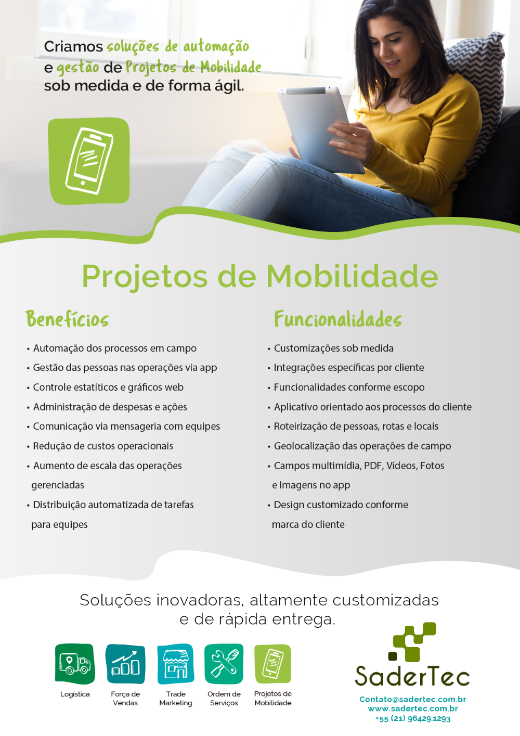 Criamos soluções de automação
e gestão de Projetos de Mobilidade
sob medida e de forma ágil.
Projetos de Mobilidade
Benefícios
• Automação dos processos em campo
• Gestão das pessoas nas operações via app
• Controle estatíticos e gráficos web
• Administração de despesas e ações
• Comunicação via mensageria com equipes
• Redução de custos operacionais
• Aumento de escala das operações
gerenciadas
• Distribuição automatizada de tarefas
para equipes
Funcionalidades
• Customizações sob medida
• Integrações específicas por cliente
• Funcionalidades conforme escopo
• Aplicativo orientado aos processos do cliente
• Roteirização de pessoas, rotas e locais
• Geolocalização das operações de campo
• Campos multimídia, PDF, Vídeos, Fotos
e Imagens no app
• Design customizado conforme
marca do cliente
Soluções inovadoras, altamente customizadas
e de rápida entrega.
Logística
Força de
Vendas
Trade
Marketing
Ordem de
Serviços
Projetos de
Mobilidade
SaderTec
Contato@sadertec.com.br
www.sadertec.com.br
+55 (21) 96429.1293